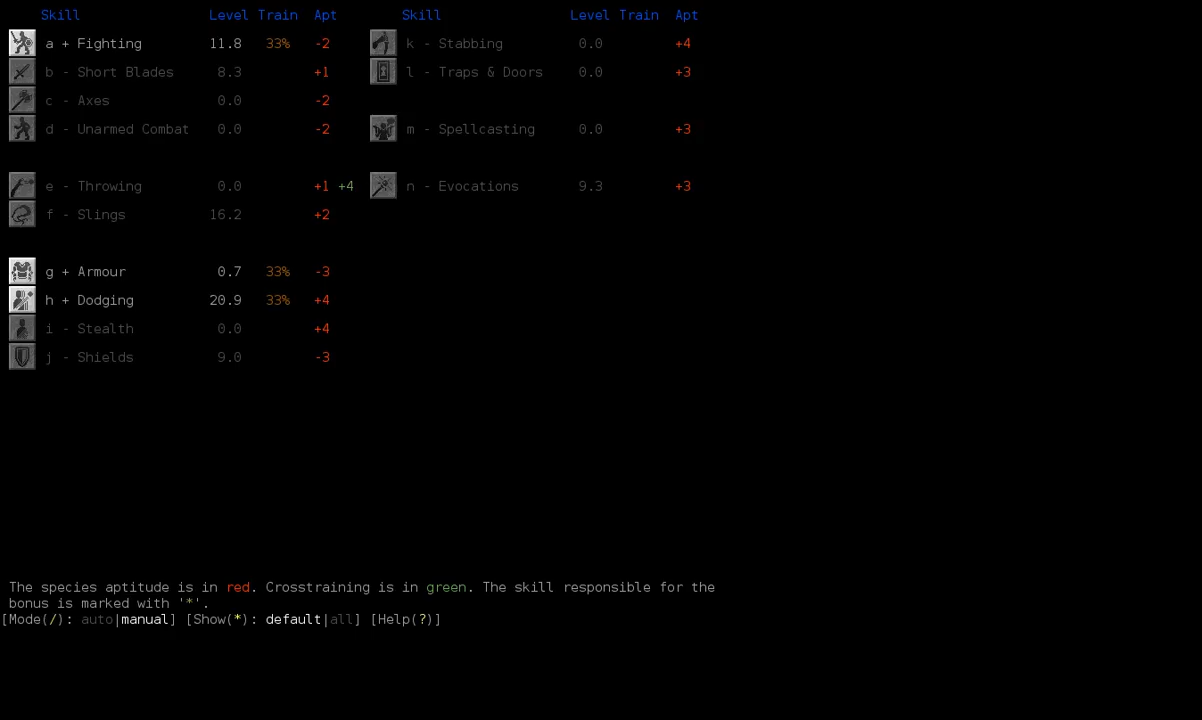 Skill Level Train Apt Skill Level Train Apt
a + Fighting 11.8 33% -2 k - Stabbing 0.0 +4
b - Short Blades 8.3 +1 l - Traps & Doors 0.0 +3
c - Axes 0.0 -2
d - Unarmed Combat 0.0 -2 m - Spellcasting 0.0 +3
e - Throwing 0.0 +1 +4 n - Evocations 9.3 +3
f - Slings 16.2 +2
g + Armour 0.7 33% -3
h + Dodging 20.9 33% +4
i - Stealth 0.0 +4
j - Shields 9.0 -3
The species aptitude is in red. Crosstraining is in green. The skill responsible for the
bonus is marked with '*'.
[Mode(/): auto|manual] [Show(*): default|all] [Help(?)]